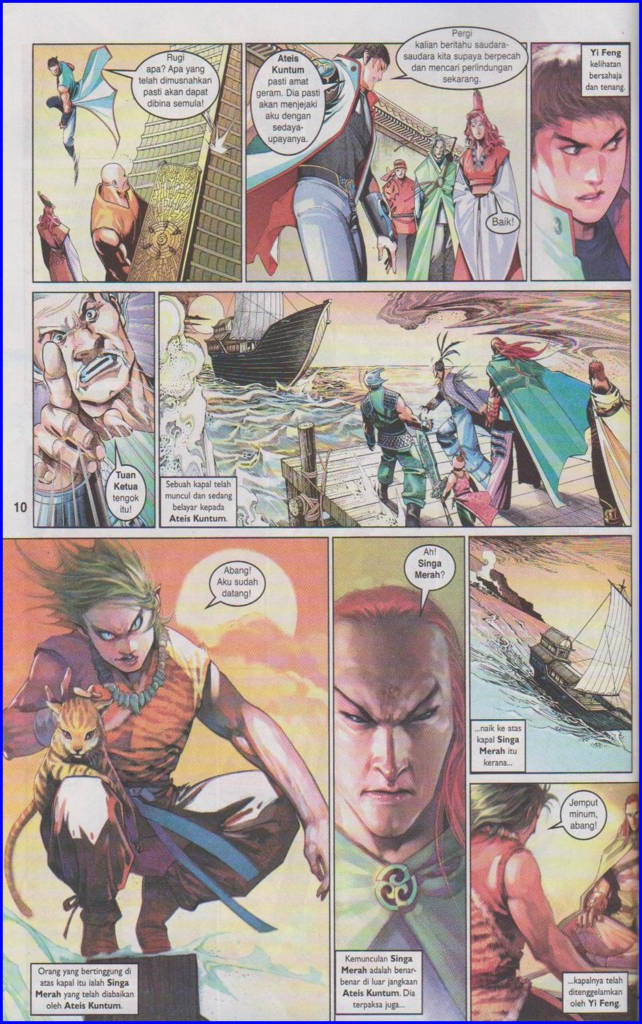 Rugi
apa? Apa yang
telah dimusnahkan
pasti akan dapat
dibina semula!
Ateis
Kuntum
pasti amat
geram. Dia pasti
akan menjejaki
aku dengan
sedaya-
upayanya.
Pergi
kalian beritahu saudara-
saudara kita supaya berpecah
dan mencari perlindungan
sekarang.
Baik!
Yi Feng
kelihatan
bersahaja
dan tenang.
Tuan
Ketua
tengok
itu!
Sebuah kapal telah
muncul dan sedang
belayar kepada
Ateis Kuntum.
10
Abang!
Aku sudah
datang!
Orang yang bertinggung di
atas kapal itu ialah Singa
Merah yang telah diabaikan
oleh Ateis Kuntum.
Ah!
Singa
Merah?
Kemunculan Singa
Merah adalah benar-
benar di luar jangkaan
Ateis Kuntum. Dia
terpaksa juga...
...naik ke atas
kapal Singa
Merah itu
kerana...
Jemput
minum,
abang!
...kapalnya telah
ditenggelamkan
oleh Yi Feng.